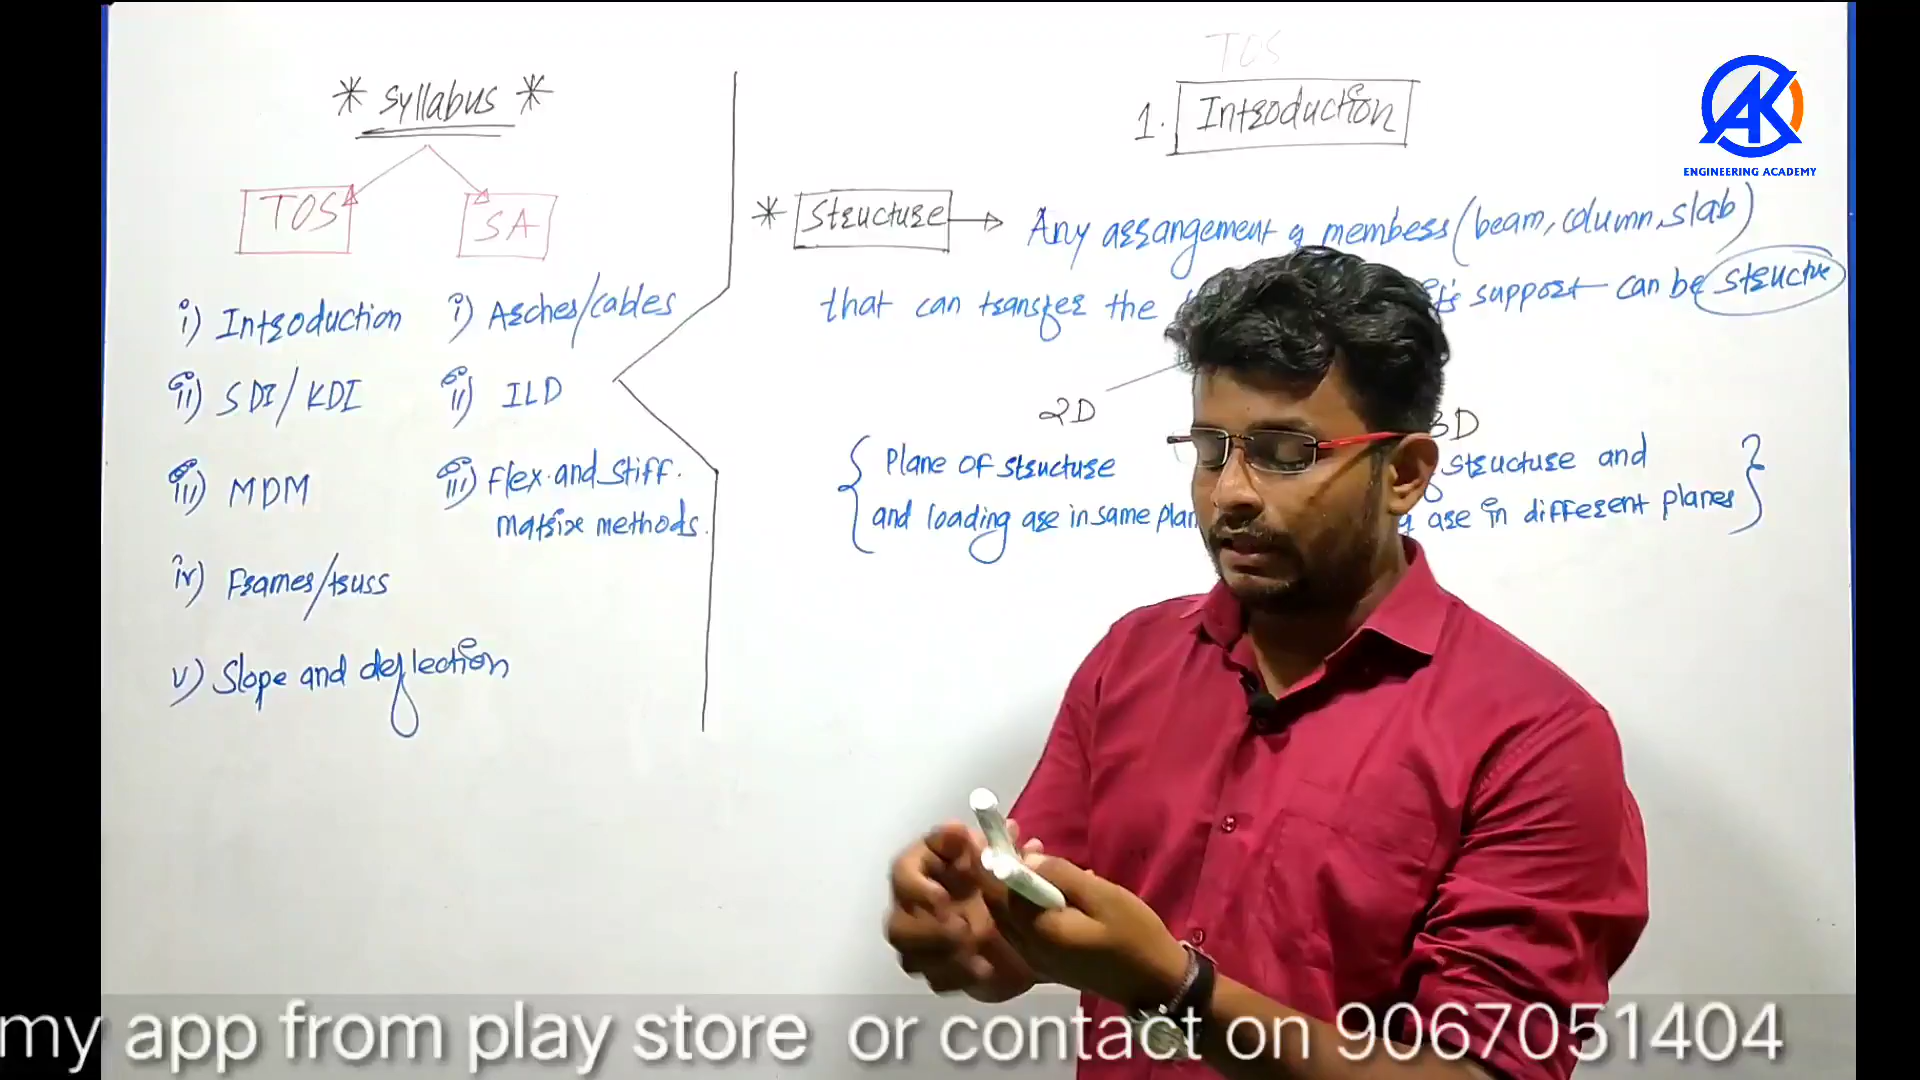 * Syllabus *
TOS
SA
i) Introduction
ii) SDI/KDI
iii) MDM
iv) Frames/truss
v) Slope and deflection
i) Arches/cables
ii) ILD
iii) Flex. and stiff.
matrix methods.
TOS
1. Introduction
* Structure → Any arrangement of members (beam, column, slab)
that can transfer the support can be structure
2D
3D
{ Plane of structure
and loading are in same
structure and
are in different planes }
AK
ENGINEERING ACADEMY
my app from play store or contact on 9067051404